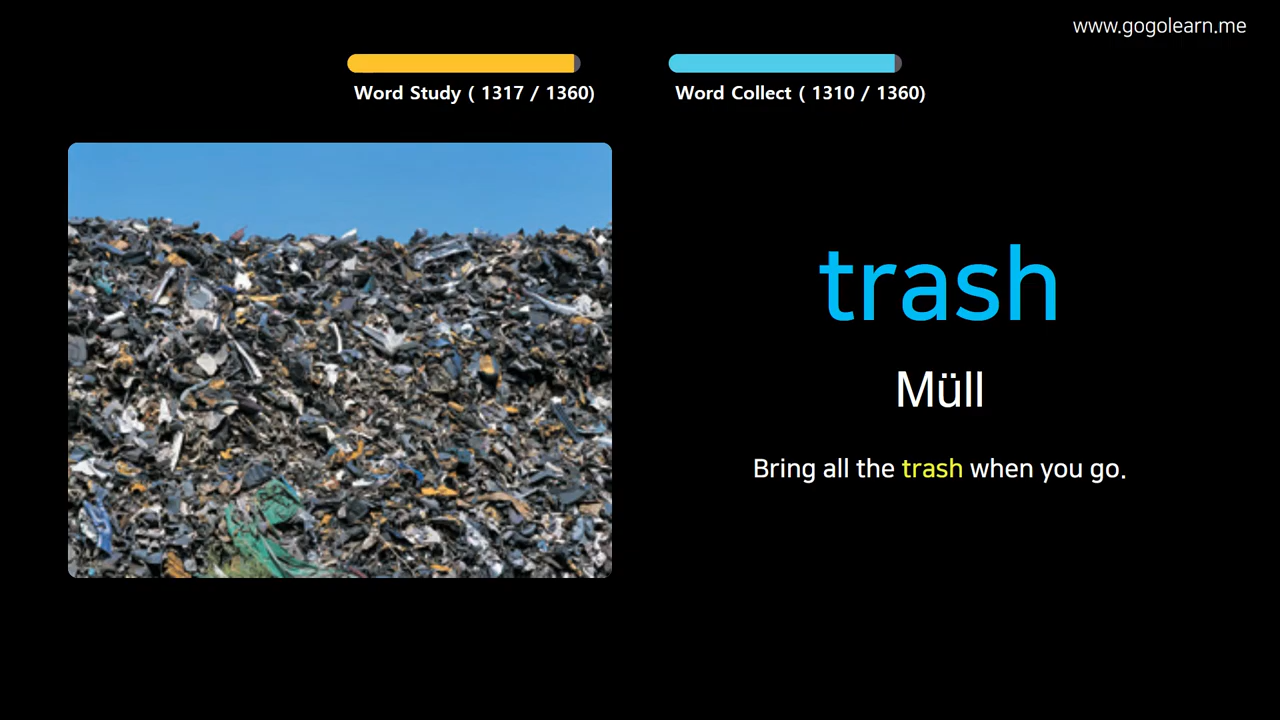 www.gogolearn.me
Word Study ( 1317 / 1360)
Word Collect ( 1310 / 1360)
trash
Müll
Bring all the trash when you go.